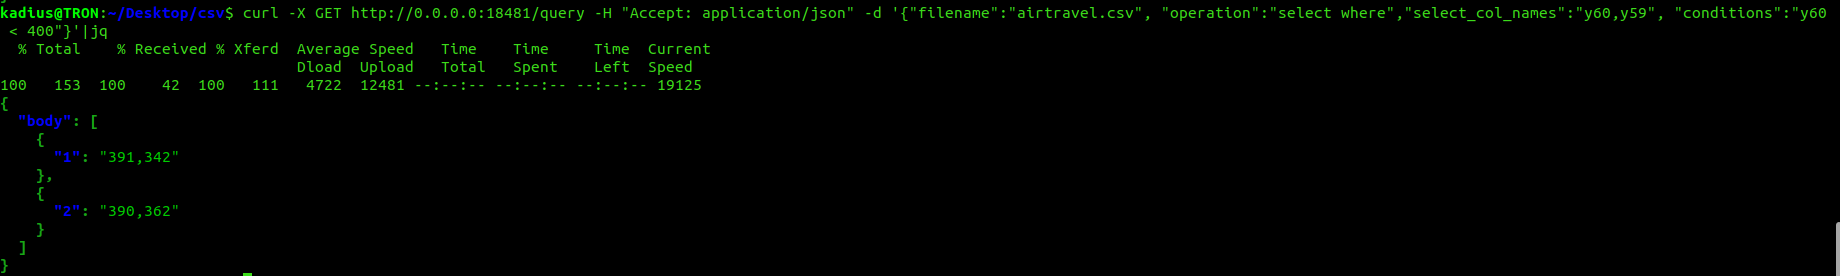 kadius@TRON:~/Desktop/csv$ curl -X GET http://0.0.0.0:18481/query -H "Accept: application/json" -d '{"filename":"airtravel.csv", "operation":"select where","select_col_names":"y60,y59", "conditions":"y60
 < 400"}'|jq
  % Total    % Received % Xferd  Average Speed   Time    Time     Time  Current
                                 Dload  Upload   Total   Spent    Left  Speed
100   153  100    42  100   111   4722  12481 --:--:-- --:--:-- --:--:-- 19125
{
  "body": [
    {
      "1": "391,342"
    },
    {
      "2": "390,362"
    }
  ]
}